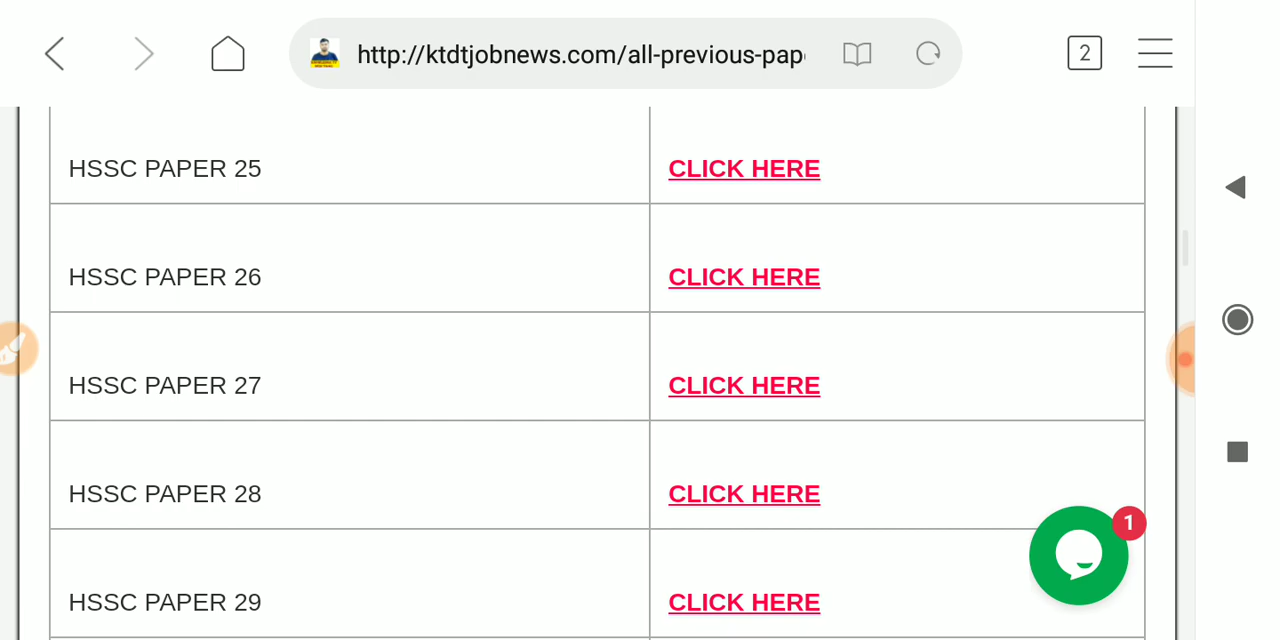 http://ktdtjobnews.com/all-previous-pap
2
HSSC PAPER 25 CLICK HERE
HSSC PAPER 26 CLICK HERE
HSSC PAPER 27 CLICK HERE
HSSC PAPER 28 CLICK HERE
1
HSSC PAPER 29 CLICK HERE